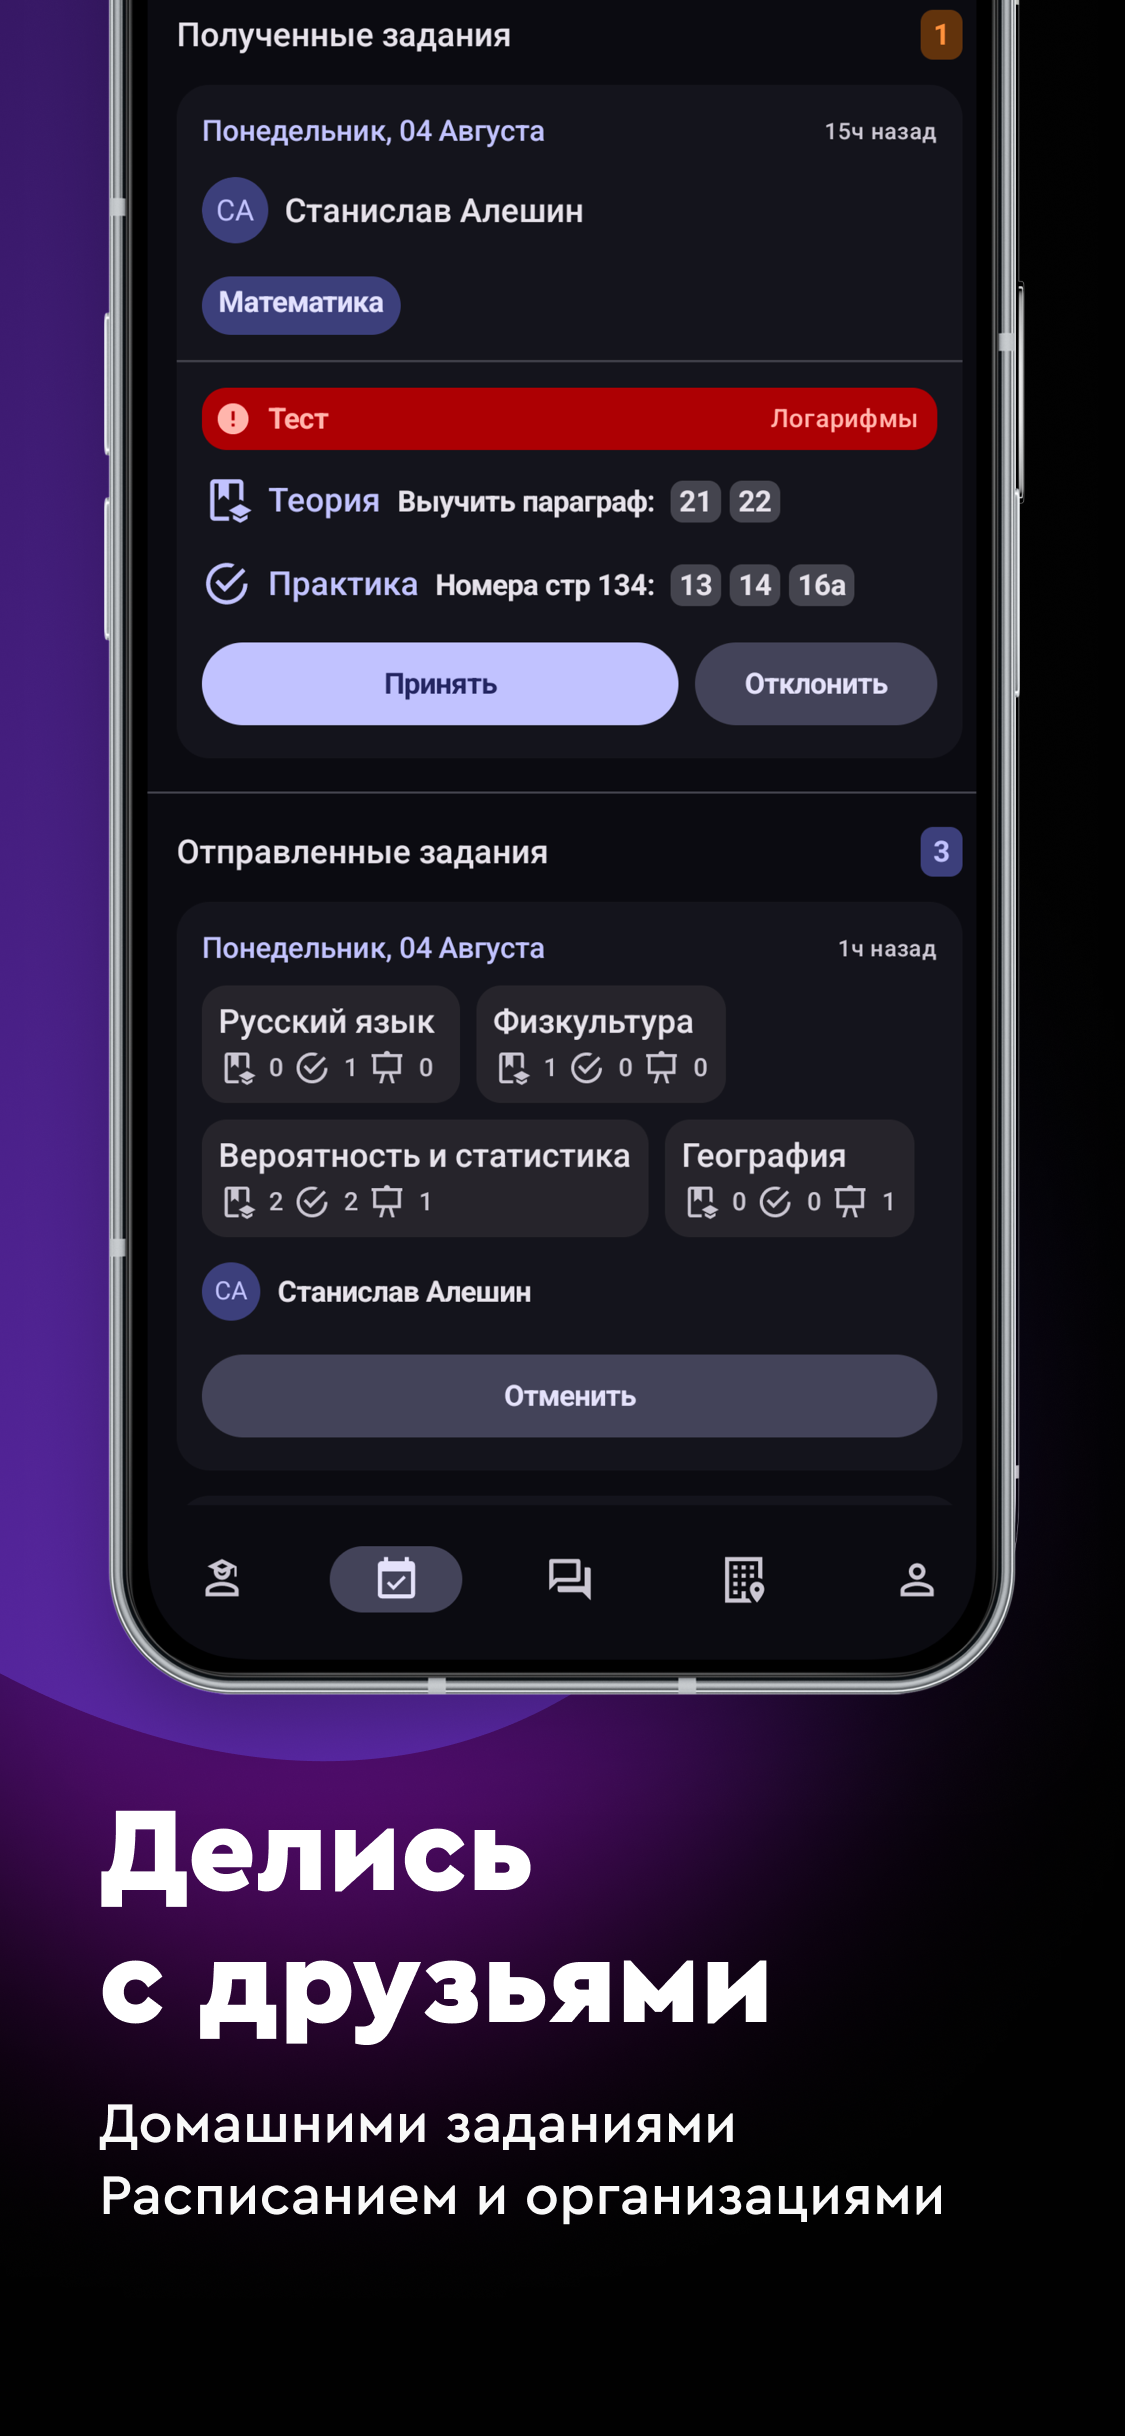 Полученные задания 1
Понедельник, 04 Августа 15ч назад
СА Станислав Алешин
Математика
Тест Логарифмы
Теория Выучить параграф: 21 22
Практика Номера стр 134: 13 14 16а
Принять Отклонить
Отправленные задания 3
Понедельник, 04 Августа 1ч назад
Русский язык Физкультура
0 1 0 1 0 0
Вероятность и статистика География
2 2 1 0 0 1
СА Станислав Алешин
Отменить
Делись
с друзьями
Домашними заданиями
Расписанием и организациями